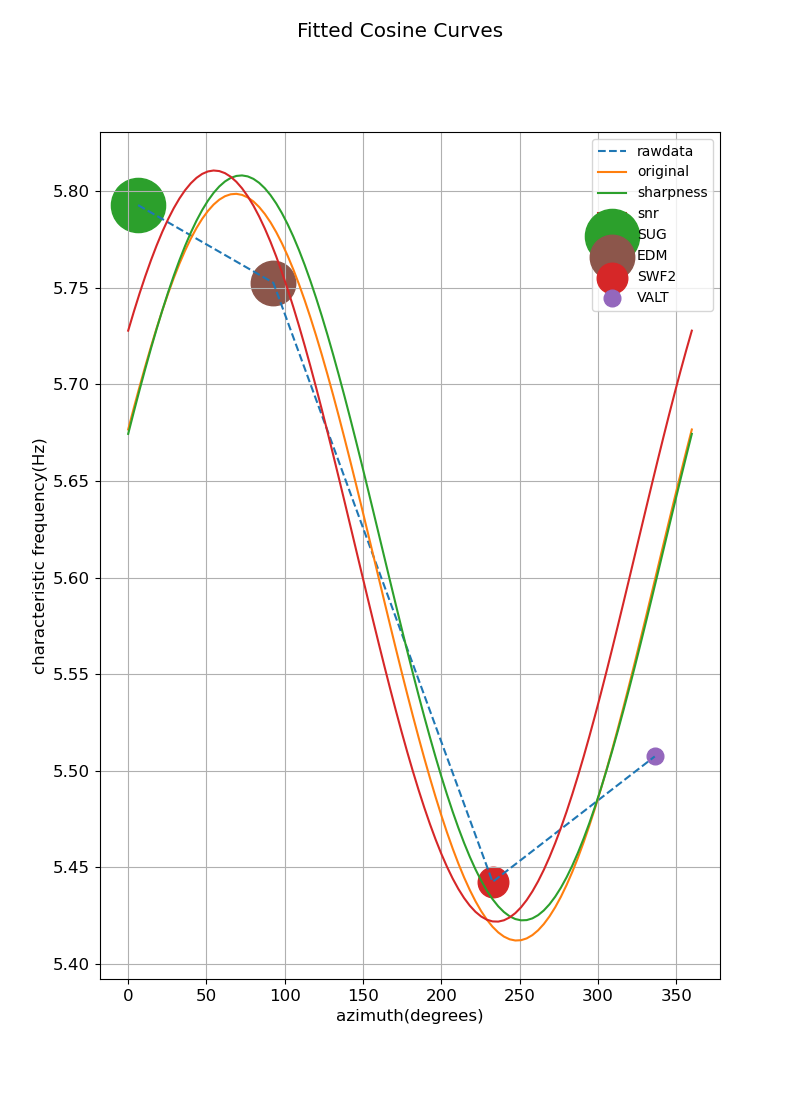 Fitted Cosine Curves
rawdata
original
sharpness
snr
SUG
EDM
SWF2
VALT
5.80
5.75
5.70
5.65
5.60
5.55
5.50
5.45
5.40
characteristic frequency(Hz)
0 50 100 150 200 250 300 350
azimuth(degrees)